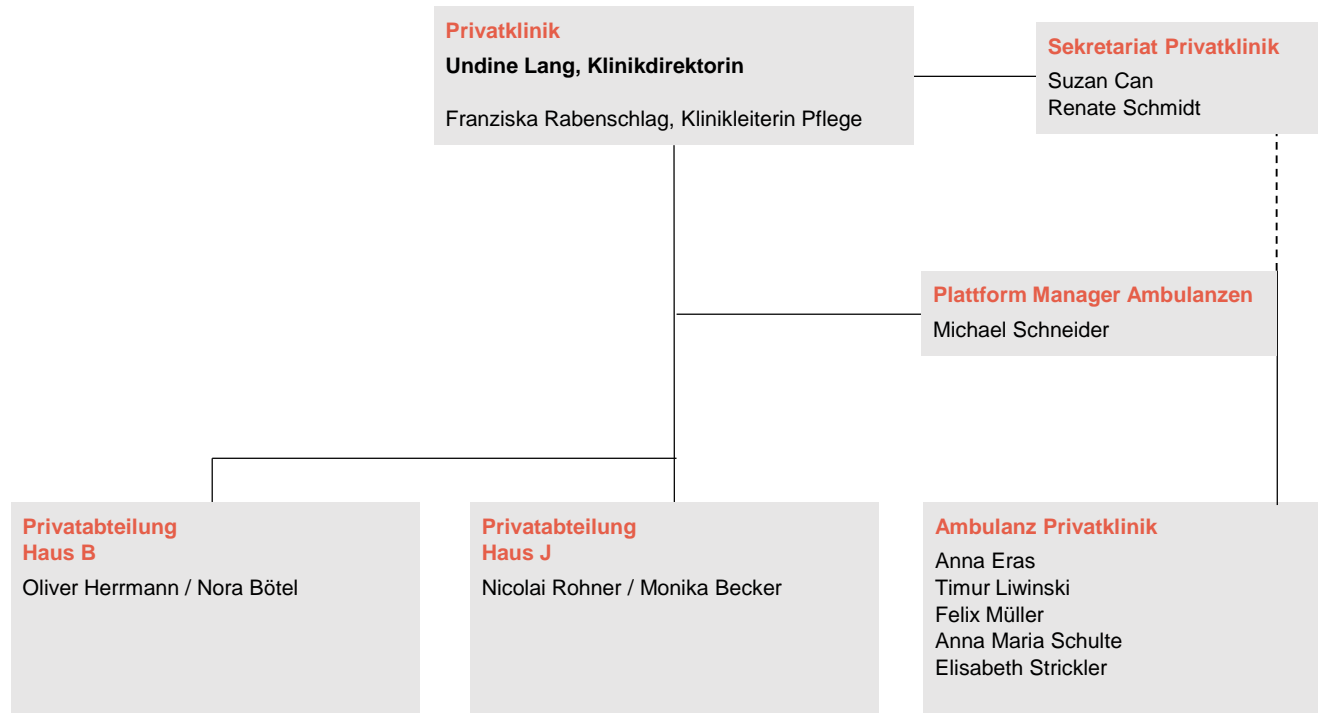 Privatklinik
Undine Lang, Klinikdirektorin
Franziska Rabenschlag, Klinikleiterin Pflege
Sekretariat Privatklinik
Suzan Can
Renate Schmidt
Plattform Manager Ambulanzen
Michael Schneider
Privatabteilung
Haus B
Oliver Herrmann / Nora Bötel
Privatabteilung
Haus J
Nicolai Rohner / Monika Becker
Ambulanz Privatklinik
Anna Eras
Timur Liwinski
Felix Müller
Anna Maria Schulte
Elisabeth Strickler